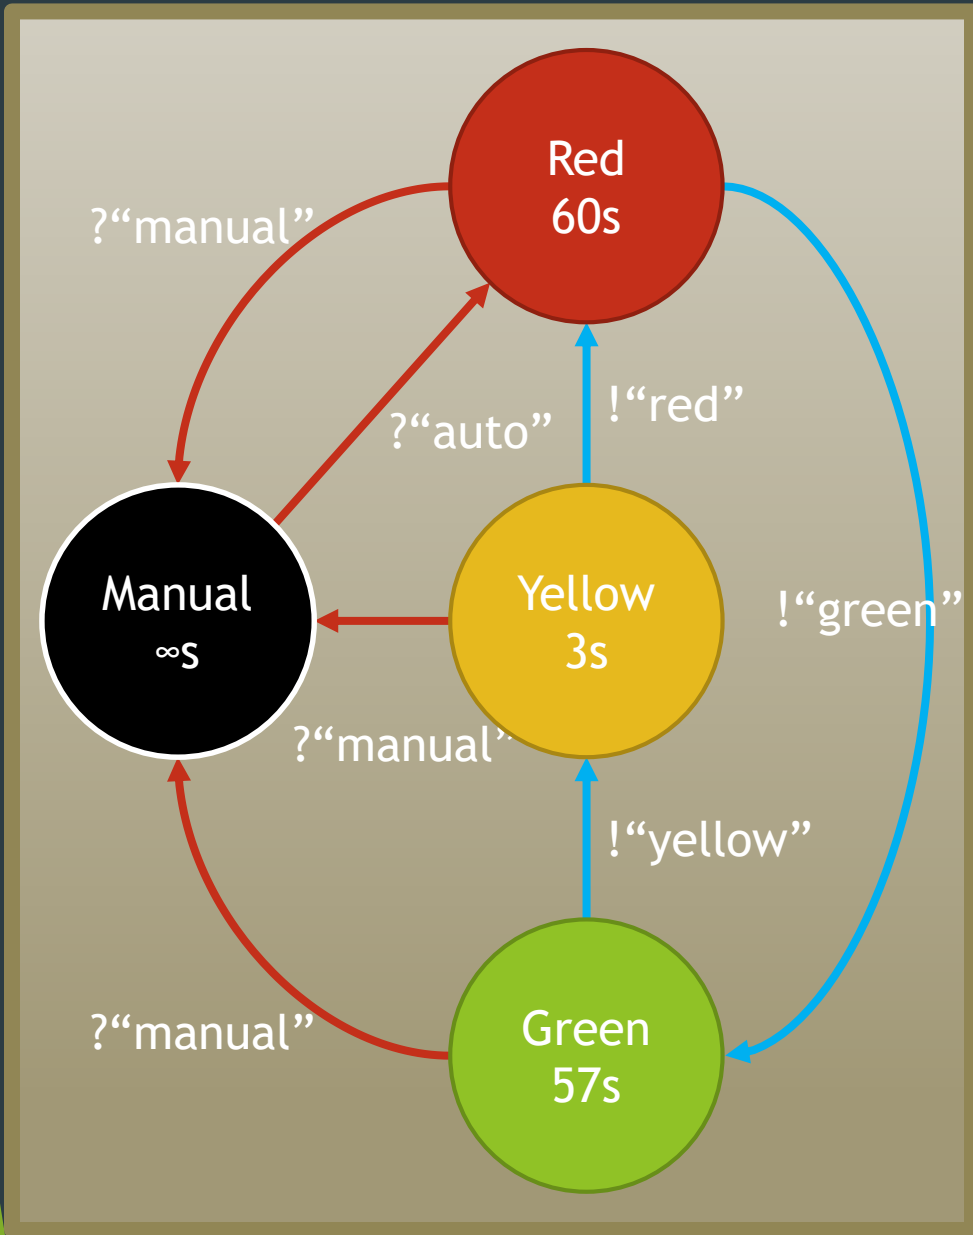 Red
60s
?“manual”
!“red”
?“auto”
Manual
∞s
Yellow
3s
!“green”
?“manual”
!“yellow”
?“manual”
Green
57s